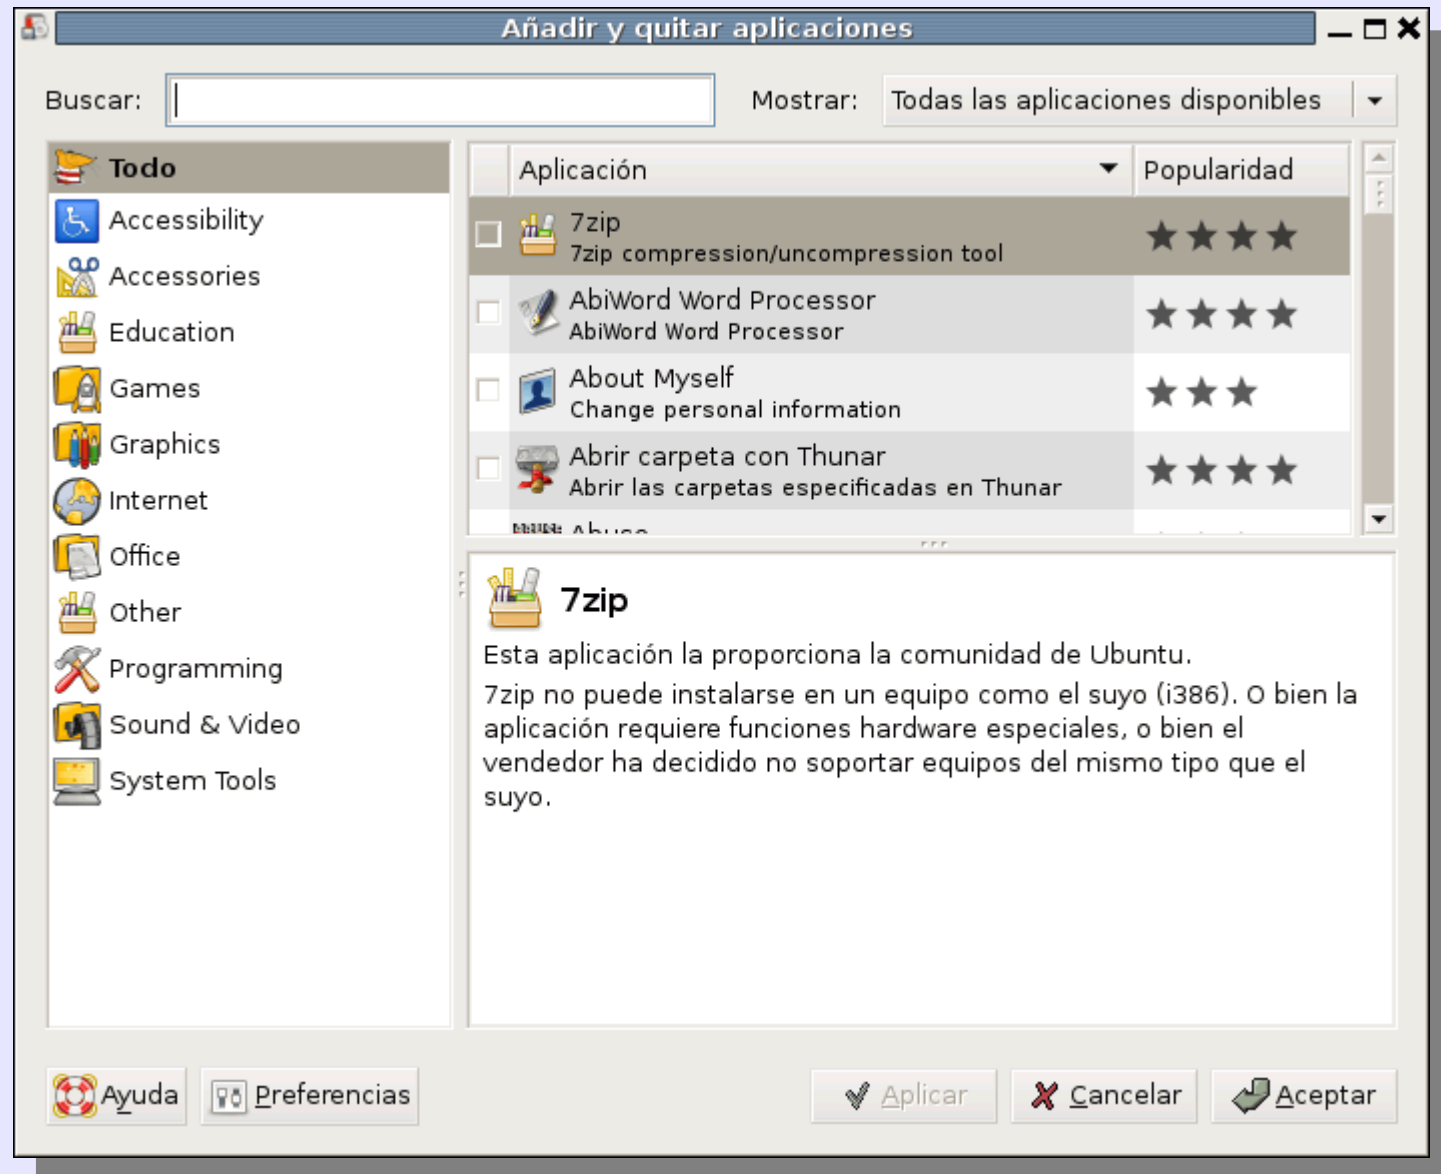 Añadir y quitar aplicaciones
Buscar:
Mostrar: Todas las aplicaciones disponibles
Todo
Accessibility
Accessories
Education
Games
Graphics
Internet
Office
Other
Programming
Sound & Video
System Tools
Aplicación Popularidad
7zip
7zip compression/uncompression tool
AbiWord Word Processor
AbiWord Word Processor
About Myself
Change personal information
Abrir carpeta con Thunar
Abrir las carpetas especificadas en Thunar
Abuse
7zip
Esta aplicación la proporciona la comunidad de Ubuntu.
7zip no puede instalarse en un equipo como el suyo (i386). O bien la
aplicación requiere funciones hardware especiales, o bien el
vendedor ha decidido no soportar equipos del mismo tipo que el
suyo.
Ayuda Preferencias Aplicar Cancelar Aceptar